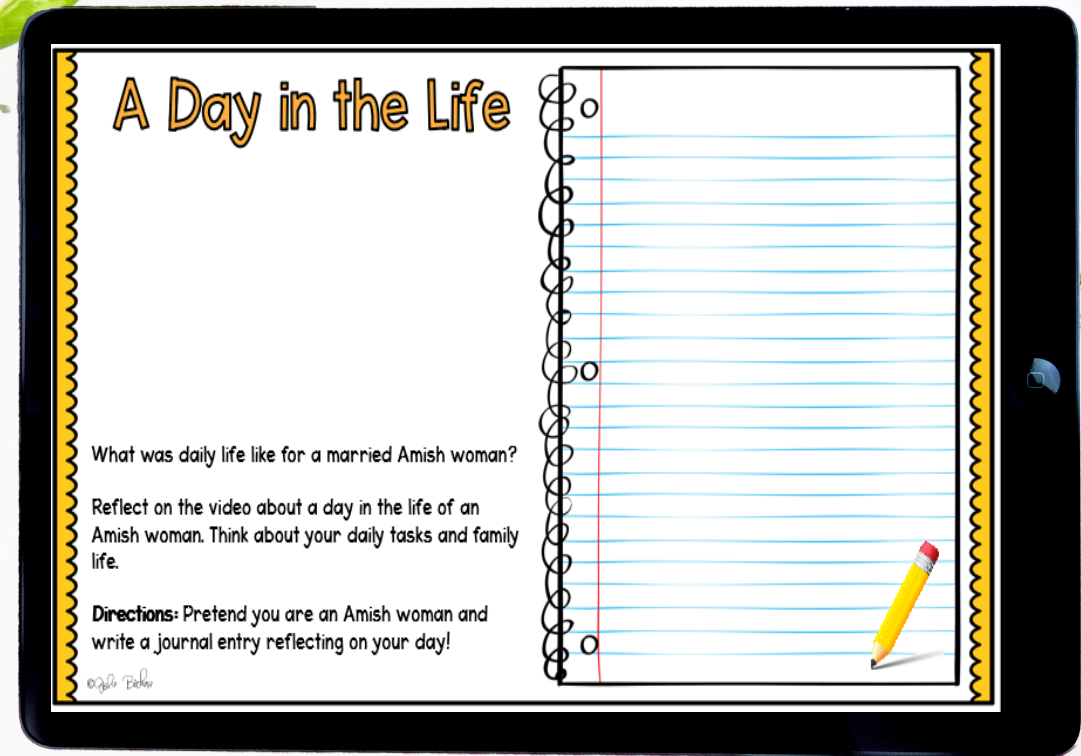 A Day in the Life
What was daily life like for a married Amish woman?
Reflect on the video about a day in the life of an
Amish woman. Think about your daily tasks and family
life.
Directions: Pretend you are an Amish woman and
write a journal entry reflecting on your day!